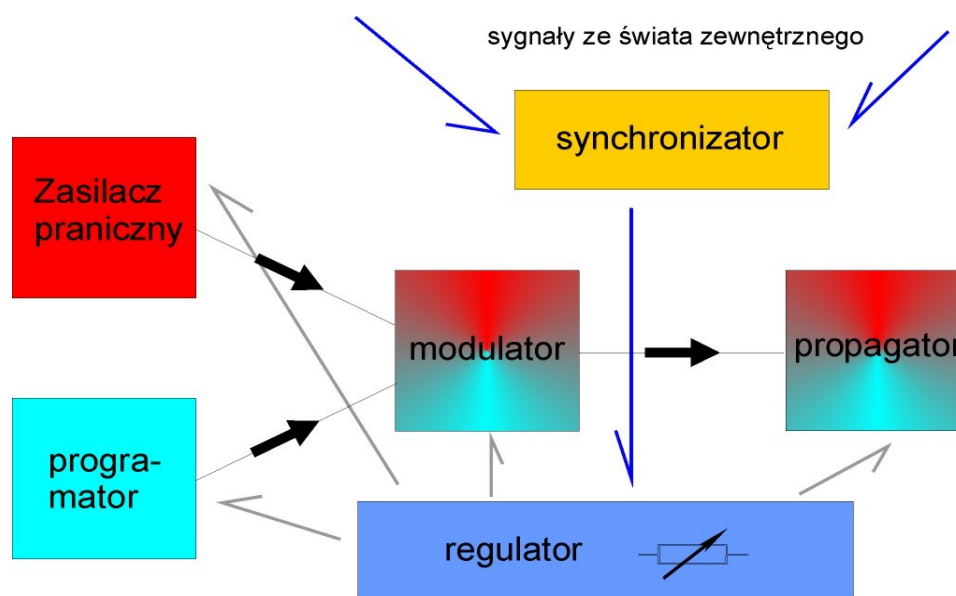 sygnały ze świata zewnętrznego
synchronizator
Zasilacz
praniczny
modulator
propagator
progra-
mator
regulator